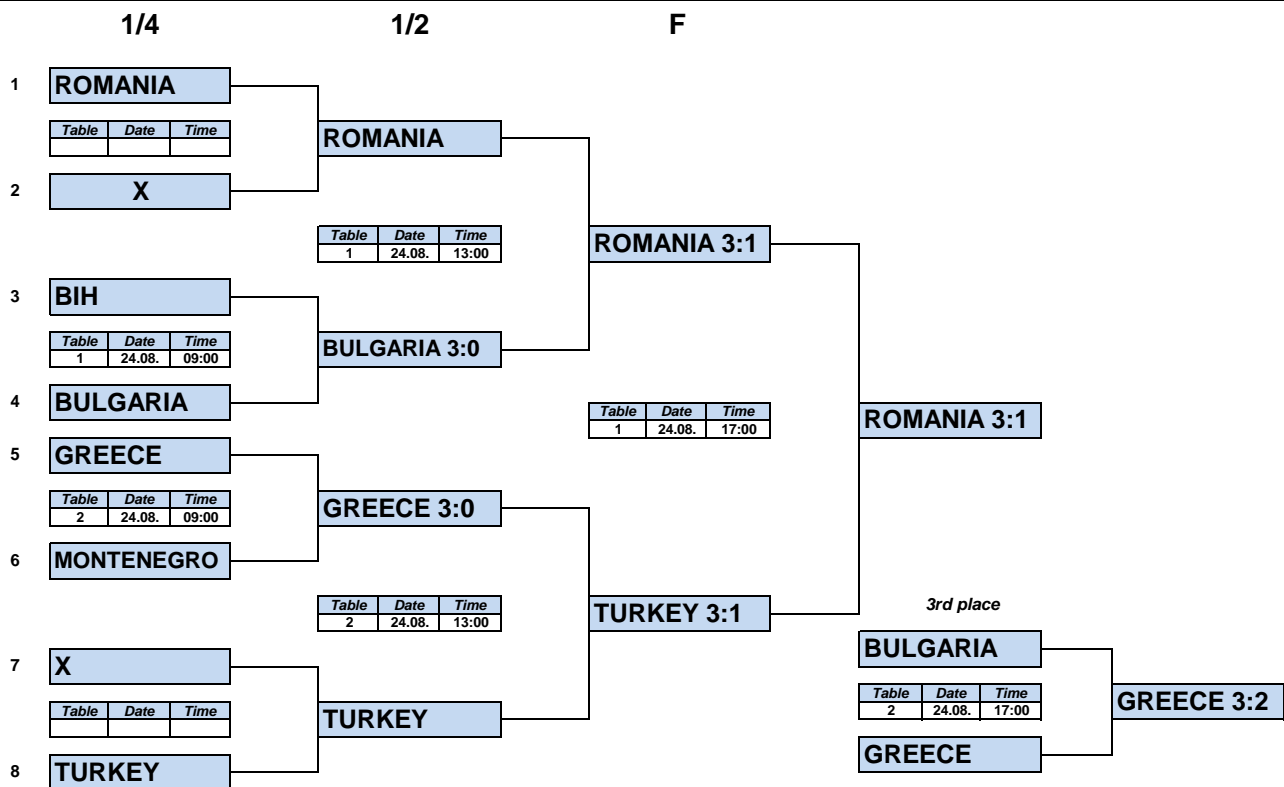 1/4 1/2 F
1 ROMANIA
Table Date Time
ROMANIA
2 X
Table Date Time
1 24.08. 13:00
ROMANIA 3:1
3 BIH
Table Date Time
1 24.08. 09:00
BULGARIA 3:0
4 BULGARIA
Table Date Time
1 24.08. 17:00
ROMANIA 3:1
5 GREECE
Table Date Time
2 24.08. 09:00
GREECE 3:0
6 MONTENEGRO
Table Date Time
2 24.08. 13:00
TURKEY 3:1
3rd place
BULGARIA
7 X
Table Date Time
2 24.08. 17:00
GREECE 3:2
Table Date Time
TURKEY
GREECE
8 TURKEY